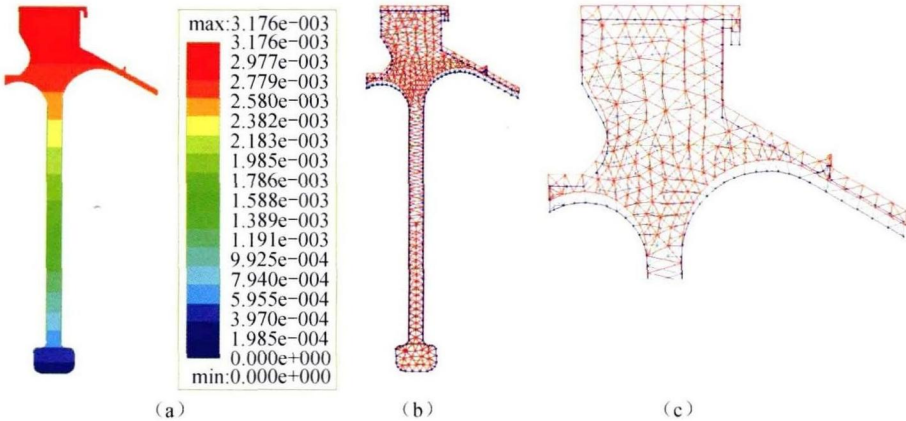 max:3.176e-003
3.176e-003
2.977e-003
2.779e-003
2.580e-003
2.382e-003
2.183e-003
1.985e-003
1.786e-003
1.588e-003
1.389e-003
1.191e-003
9.925e-004
7.940e-004
5.955e-004
3.970e-004
1.985e-004
0.000e+000
min:0.000e+000
(a)
(b)
(c)